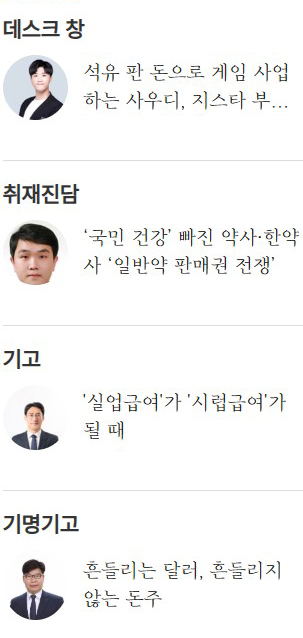 데스크 창
석유 판 돈으로 게임 사업
하는 사우디, 지스타 부...
취재진담
‘국민 건강’ 빠진 약사·한약
사 ‘일반약 판매권 전쟁’
기고
'실업급여'가 '시럽급여'가
될 때
기명기고
흔들리는 달러, 흔들리지
않는 돈주